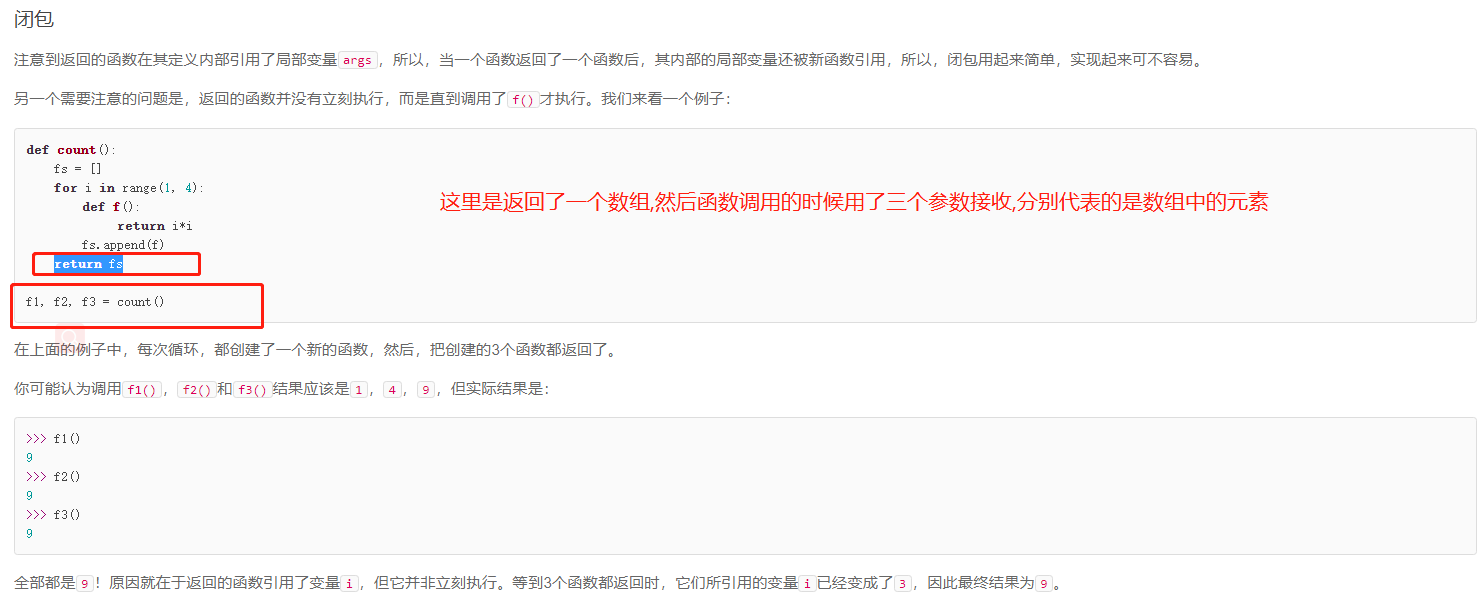 闭包
注意到返回的函数在其定义内部引用了局部变量args，所以，当一个函数返回了一个函数后，其内部的局部变量还被新函数引用，所以，闭包用起来简单，实现起来可不容易。
另一个需要注意的问题是，返回的函数并没有立刻执行，而是直到调用了f()才执行。我们来看一个例子：
def count():
    fs = []
    for i in range(1, 4):
这里是返回了一个数组,然后函数调用的时候用了三个参数接收,分别代表的是数组中的元素
        def f():
            return i*i
        fs.append(f)
    return fs
f1, f2, f3 = count()
在上面的例子中，每次循环，都创建了一个新的函数，然后，把创建的3个函数都返回了。
你可能认为调用f1()，f2()和f3()结果应该是1，4，9，但实际结果是：
>>> f1()
9
>>> f2()
9
>>> f3()
9
全部都是9！原因就在于返回的函数引用了变量i，但它并非立刻执行。等到3个函数都返回时，它们所引用的变量i已经变成了3，因此最终结果为9。